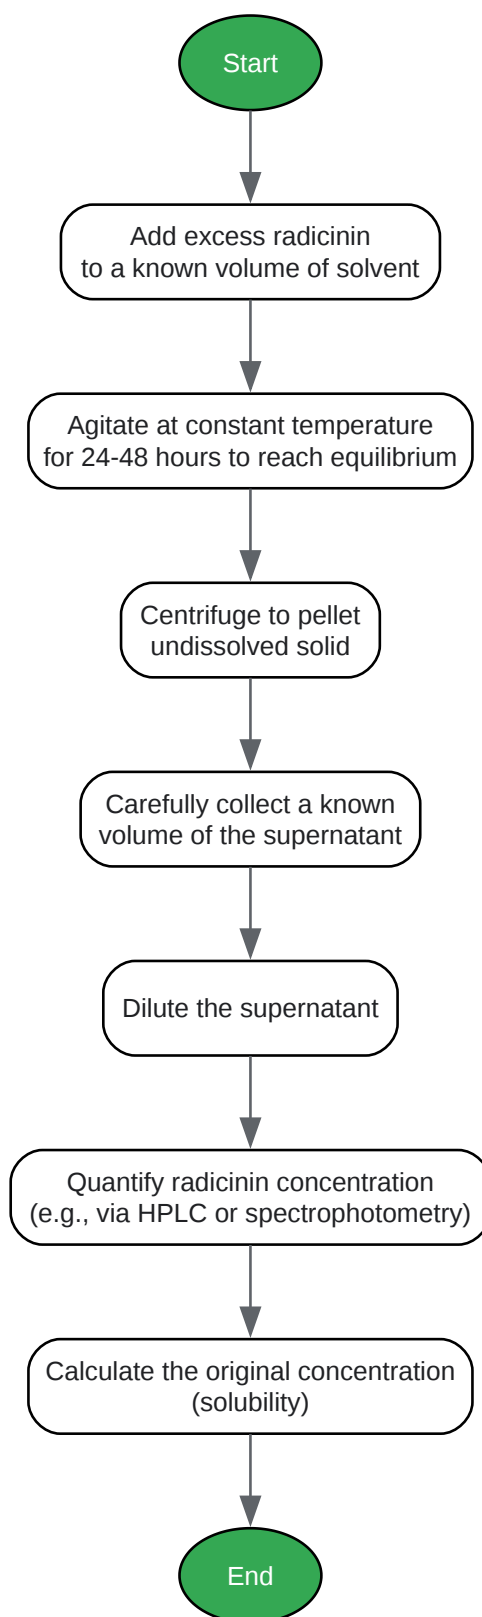 Start
Add excess radicinin
to a known volume of solvent
Agitate at constant temperature
for 24-48 hours to reach equilibrium
Centrifuge to pellet
undissolved solid
Carefully collect a known
volume of the supernatant
Dilute the supernatant
Quantify radicinin concentration
(e.g., via HPLC or spectrophotometry)
Calculate the original concentration
(solubility)
End